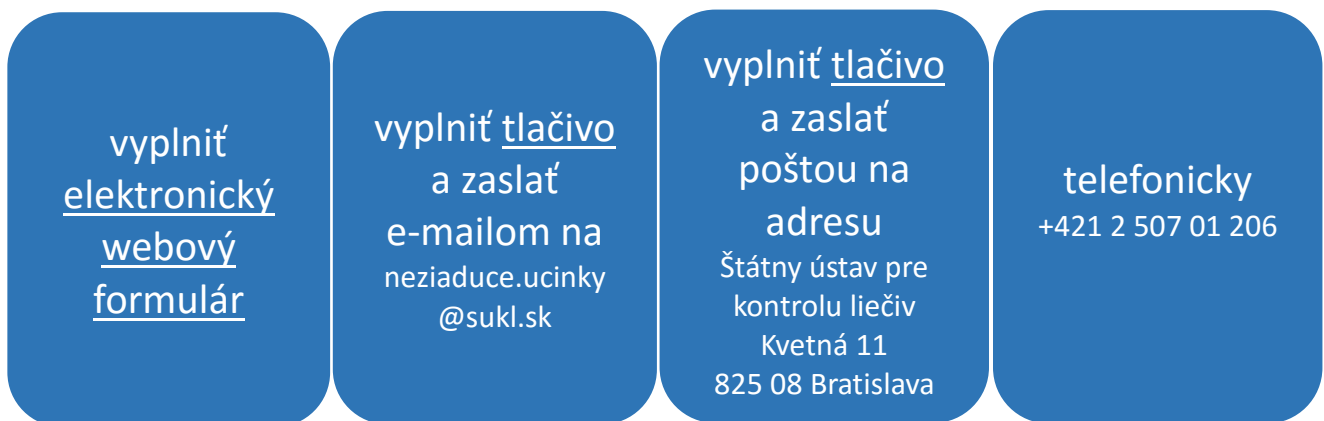 vyplniť
elektronický
webový
formulár
vyplniť tlačivo
a zaslať
e-mailom na
neziaduce.ucinky
@sukl.sk
vyplniť tlačivo
a zaslať
poštou na
adresu
Štátny ústav pre
kontrolu liečiv
Kvetná 11
825 08 Bratislava
telefonicky
+421 2 507 01 206